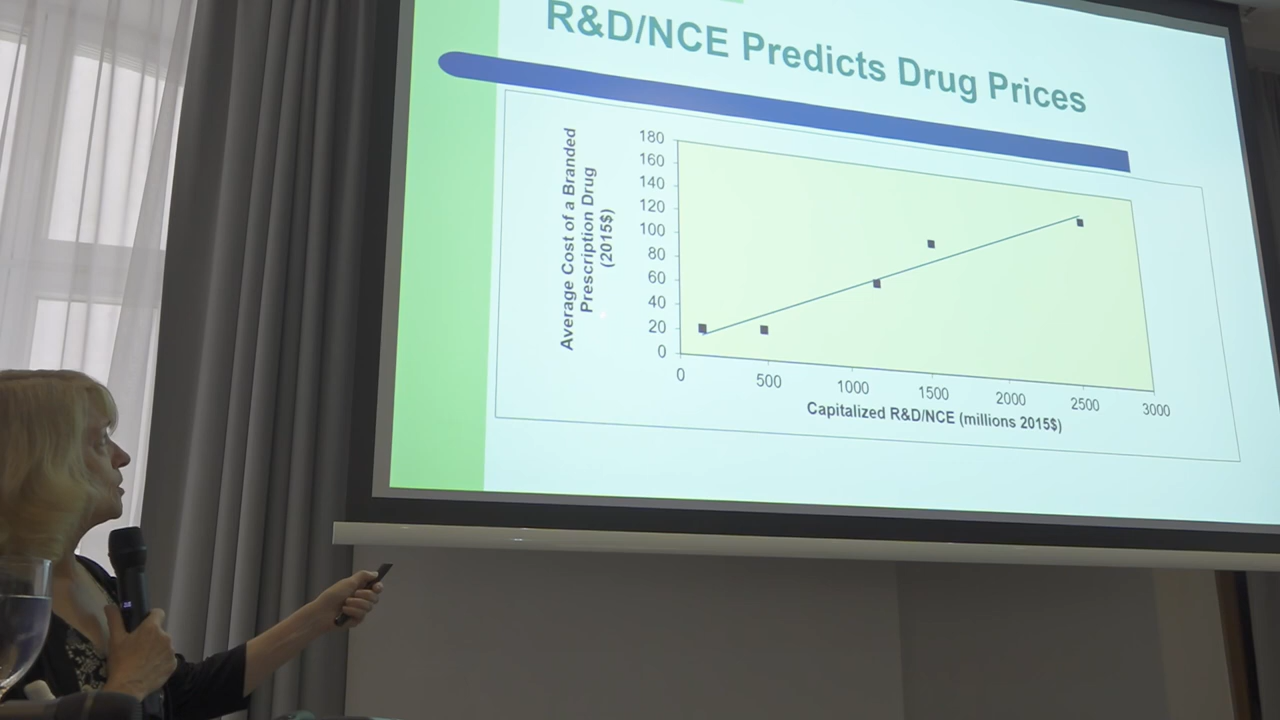 R&D/NCE Predicts Drug Prices
Average Cost of a Branded
Prescription Drug
(2015$)
180
160
140
120
100
80
60
40
20
0
0 500 1000 1500 2000 2500 3000
Capitalized R&D/NCE (millions 2015$)